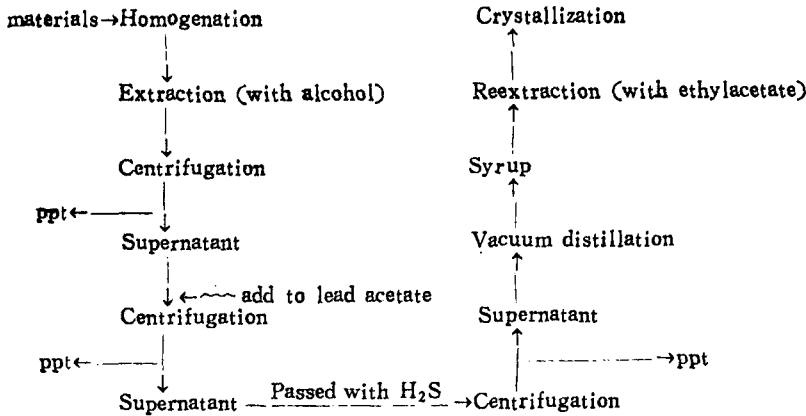 materials→Homogenation
Extraction (with alcohol)
Centrifugation
ppt←
Supernatant
← add to lead acetate
Centrifugation
ppt←
Supernatant
Passed with H₂S
→Centrifugation
→ppt
Supernatant
Vacuum distillation
Syrup
Reextraction (with ethylacetate)
Crystallization